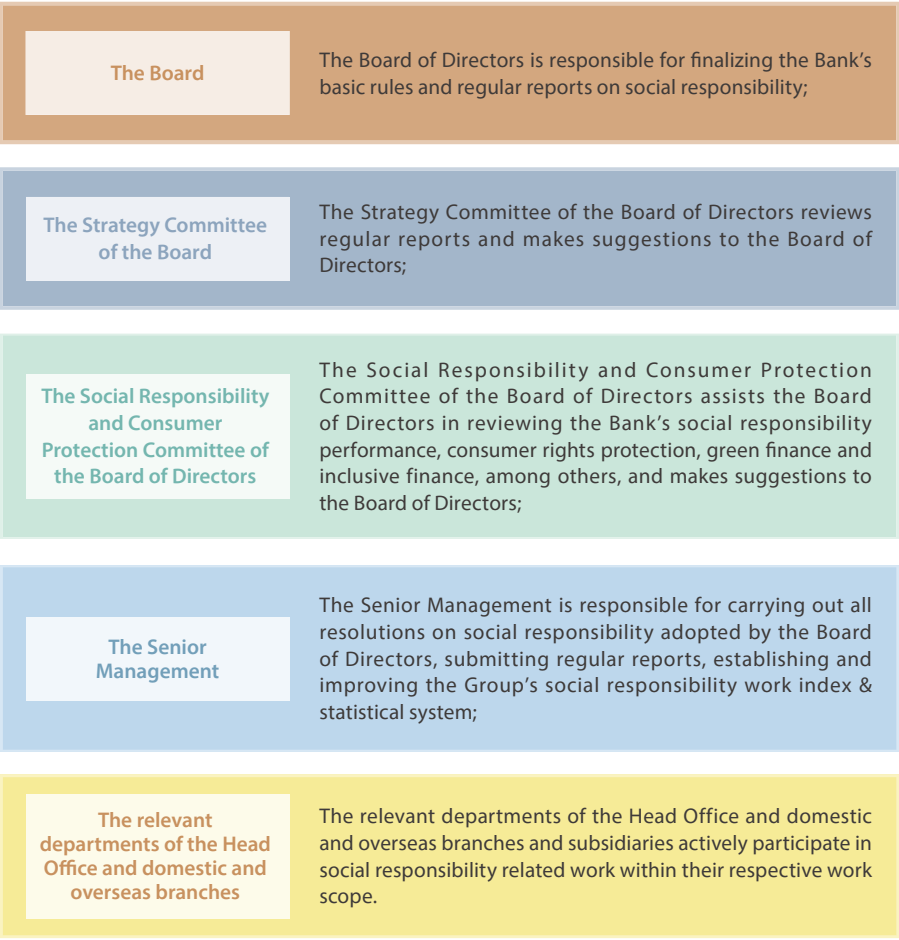 The Board
The Board of Directors is responsible for finalizing the Bank’s
basic rules and regular reports on social responsibility;
The Strategy Committee
of the Board
The Strategy Committee of the Board of Directors reviews
regular reports and makes suggestions to the Board of
Directors;
The Social Responsibility
and Consumer
Protection Committee of
the Board of Directors
The Social Responsibility and Consumer Protection
Committee of the Board of Directors assists the Board
of Directors in reviewing the Bank’s social responsibility
performance, consumer rights protection, green finance and
inclusive finance, among others, and makes suggestions to
the Board of Directors;
The Senior
Management
The Senior Management is responsible for carrying out all
resolutions on social responsibility adopted by the Board
of Directors, submitting regular reports, establishing and
improving the Group’s social responsibility work index &
statistical system;
The relevant
departments of the Head
Office and domestic and
overseas branches
The relevant departments of the Head Office and domestic
and overseas branches and subsidiaries actively participate in
social responsibility related work within their respective work
scope.